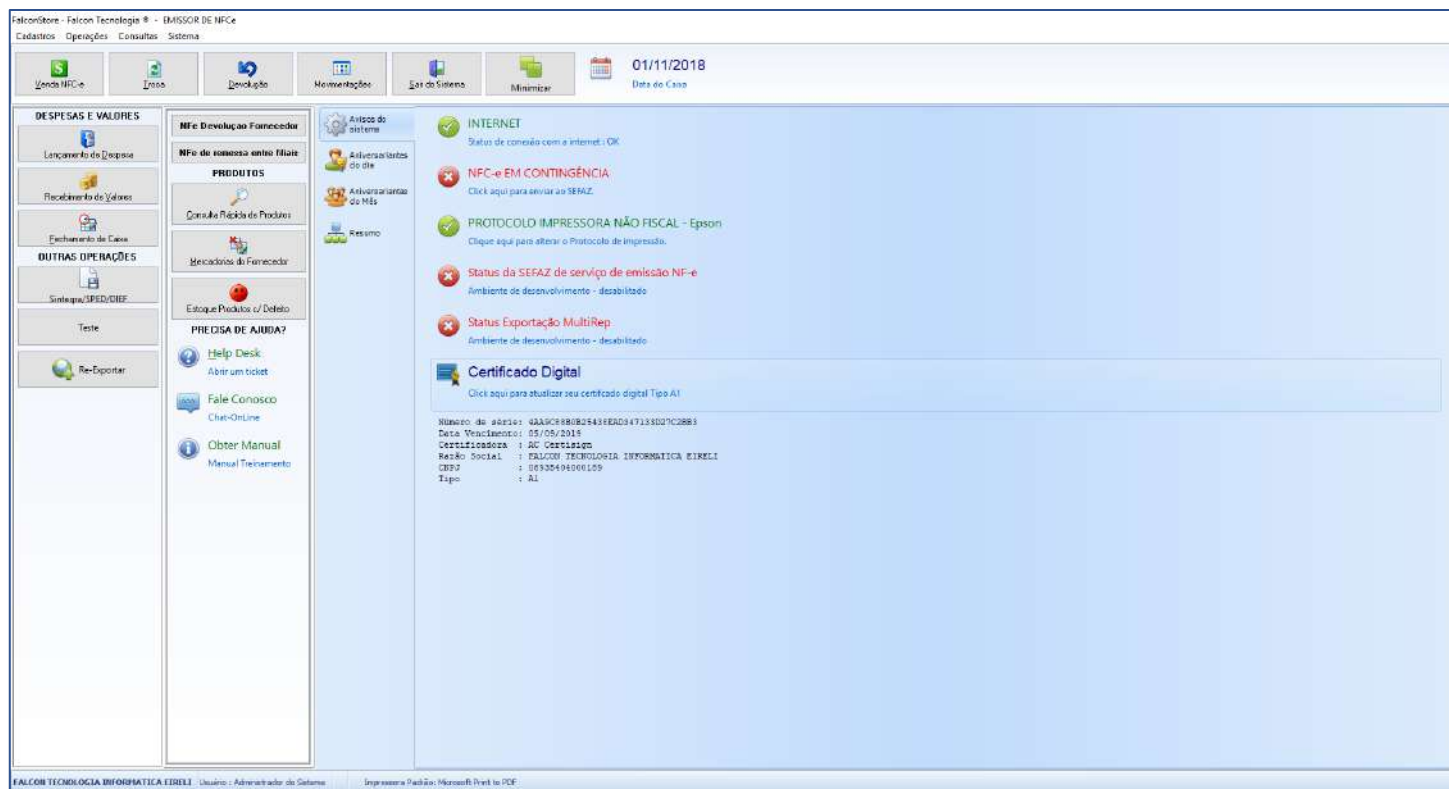 FalconStore - Falcon Tecnologia ® - EMISSOR DE NFCe
Cadastros Operações Consultas Sistema
Venda NFC-e
Troca
Devolução
Movimentações
Sair do Sistema
Minimizar
01/11/2018
Data do Caixa
DESPESAS E VALORES
Lançamento de Despesa
Recebimento de Valores
Fechamento de Caixa
OUTRAS OPERAÇÕES
Sintegra/SPED/DIEF
Teste
Re-Exportar
NFe Devoluçao Fornecedor
NFe de remessa entre filiais
PRODUTOS
Consulta Rápida de Produtos
Mercadorias do Fornecedor
Estoque Produtos c/ Defeito
PRECISA DE AJUDA?
Help Desk
Abrir um ticket
Fale Conosco
Chat-OnLine
Obter Manual
Manual Treinamento
Avisos do
sistema
Aniversariantes
do dia
Aniversariantes
do Mês
Resumo
INTERNET
Status de conexão com a internet : OK
NFC-e EM CONTINGÊNCIA
Click aqui para enviar ao SEFAZ.
PROTOCOLO IMPRESSORA NÃO FISCAL - Epson
Clique aqui para alterar o Protocolo de impressão.
Status da SEFAZ de serviço de emissão NF-e
Ambiente de desenvolvimento - desabilitado
Status Exportação MultiRep
Ambiente de desenvolvimento - desabilitado
Certificado Digital
Click aqui para atualizar seu certifcado digital Tipo A1
Número de série:
Data Vencimento: 05/09/2019
Certificadora : AC Certisign
Razão Social : FALCON TECNOLOGIA INFORMATICA EIRELI
CNPJ :
Tipo : A1
FALCON TECNOLOGIA INFORMATICA EIRELI Usuário : Administrador do Sistema Impressora Padrão: Microsoft Print to PDF